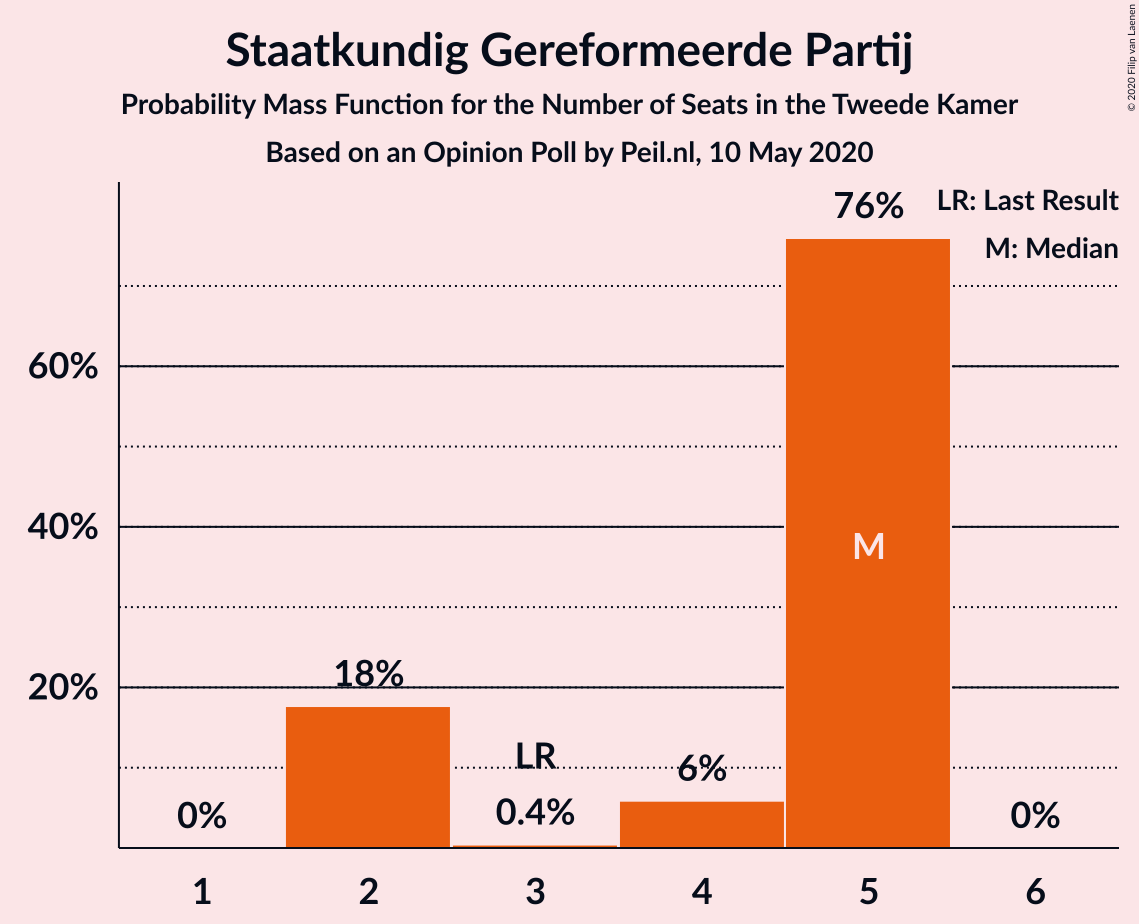 Staatkundig Gereformeerde Partij
Probability Mass Function for the Number of Seats in the Tweede Kamer
Based on an Opinion Poll by Peil.nl, 10 May 2020
© 2020 Filip van Laenen
LR: Last Result
M: Median
76%
60%
40%
M
20%
18%
LR
6%
0%
0.4%
0%
1 2 3 4 5 6